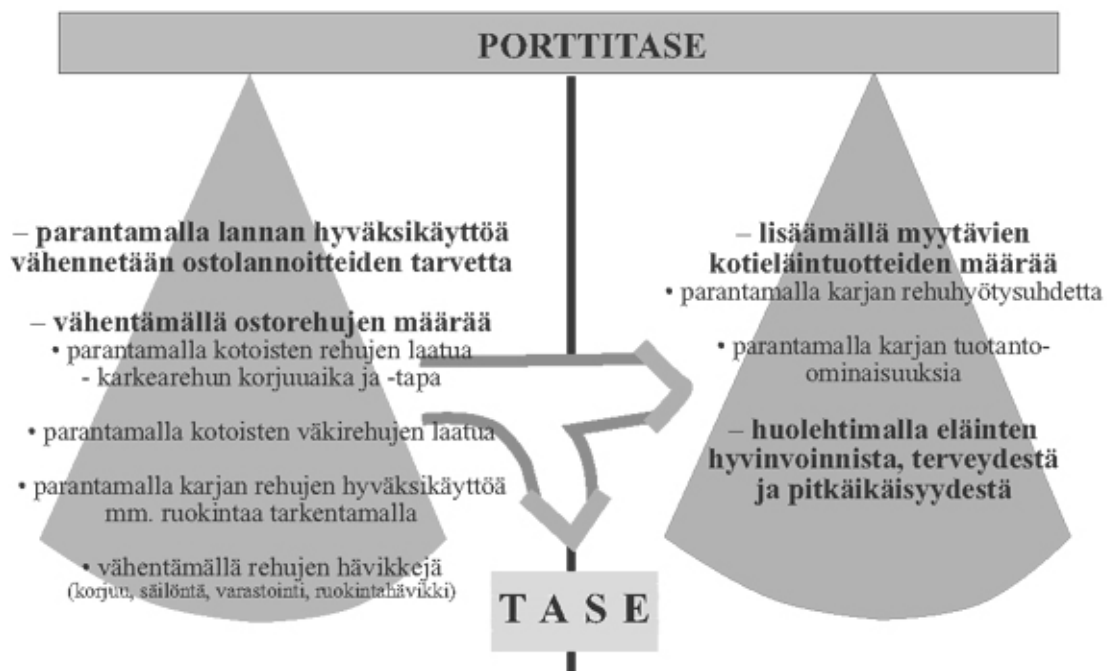 PORTTITASE
– parantamalla lannan hyväksikäyttöä
vähennetään ostolannoitteiden tarvetta
– vähentämällä ostorehujen määrää
• parantamalla kotoisten rehujen laatua
- karkearehun korjuuaika ja -tapa
• parantamalla kotoisten väkirehujen laatua
• parantamalla karjan rehujen hyväksikäyttöä
mm. ruokintaa tarkentamalla
• vähentämällä rehujen hävikkejä
(korjuu, säilöntä, varastointi, ruokintahävikki)
– lisäämällä myytävien
kotieläintuotteiden määrää
• parantamalla karjan rehuhyötysuhdetta
• parantamalla karjan tuotanto-
ominaisuuksia
– huolehtimalla eläinten
hyvinvoinnista, terveydestä
ja pitkäikäisyydestä
T A S E